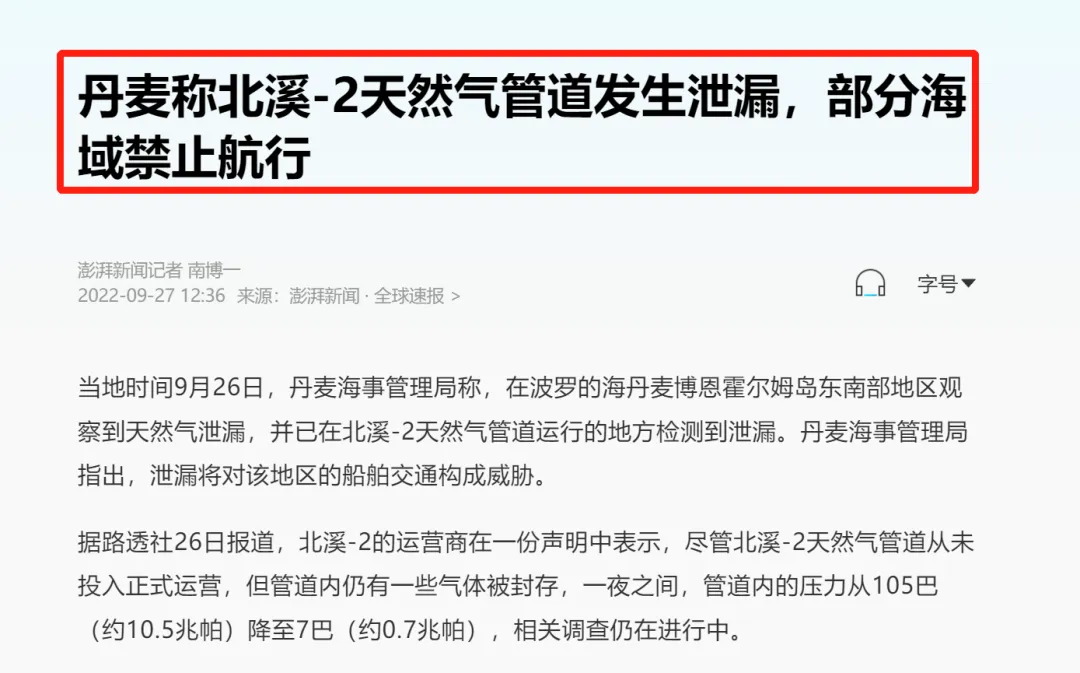 丹麦称北溪-2天然气管道发生泄漏，部分海
域禁止航行
澎湃新闻记者 南博一
2022-09-27 12:36 来源：澎湃新闻 · 全球速报 >
字号
当地时间9月26日，丹麦海事管理局称，在波罗的海丹麦博恩霍尔姆岛东南部地区观
察到天然气泄漏，并已在北溪-2天然气管道运行的地方检测到泄漏。丹麦海事管理局
指出，泄漏将对该地区的船舶交通构成威胁。
据路透社26日报道，北溪-2的运营商在一份声明中表示，尽管北溪-2天然气管道从未
投入正式运营，但管道内仍有一些气体被封存，一夜之间，管道内的压力从105巴
（约10.5兆帕）降至7巴（约0.7兆帕），相关调查仍在进行中。